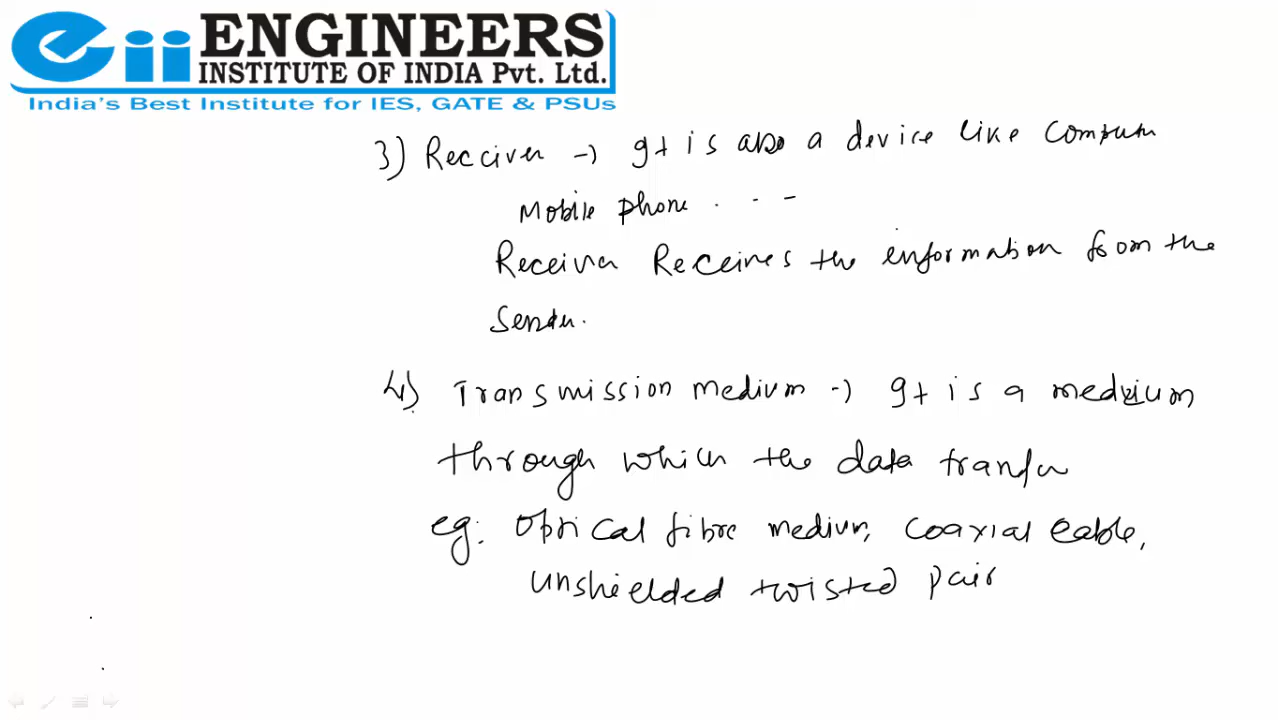 eii ENGINEERS
INSTITUTE OF INDIA Pvt. Ltd.
India's Best Institute for IES, GATE & PSUs
3) Receiver → It is also a device like Computer
Mobile phone . . . –
Receiver Receives the information from the
Sender.
4) Transmission medium → It is a medium
through which the data tranfer
eg: Optical fibre medium, coaxial cable,
unshielded twisted pair